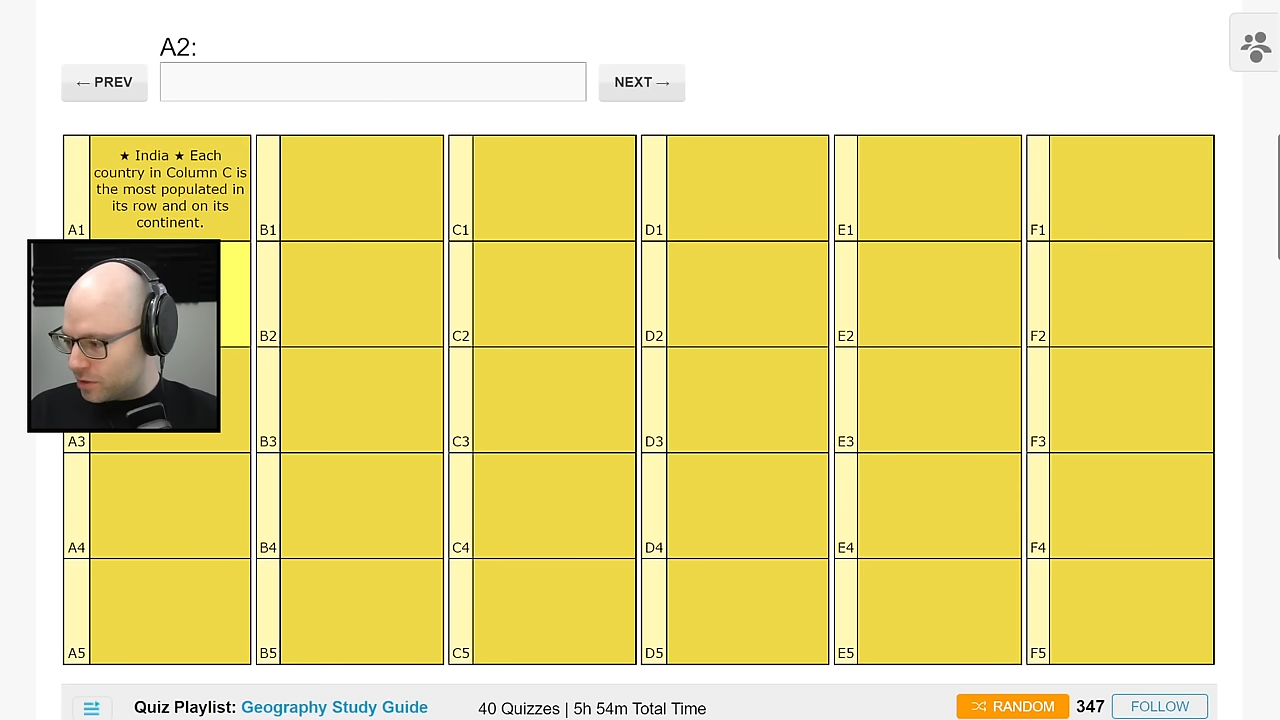 A2:
← PREV
NEXT →
★ India ★ Each
country in Column C is
the most populated in
its row and on its
continent.
A1
B1
C1
D1
E1
F1
B2
C2
D2
E2
F2
A3
B3
C3
D3
E3
F3
A4
B4
C4
D4
E4
F4
A5
B5
C5
D5
E5
F5
Quiz Playlist: Geography Study Guide
40 Quizzes | 5h 54m Total Time
RANDOM
347
FOLLOW